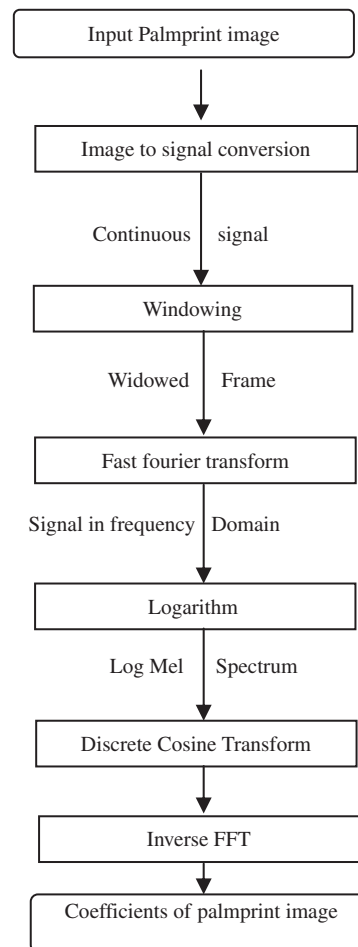 Input Palmprint image
Image to signal conversion
Continuous signal
Windowing
Widowed Frame
Fast fourier transform
Signal in frequency Domain
Logarithm
Log Mel Spectrum
Discrete Cosine Transform
Inverse FFT
Coefficients of palmprint image